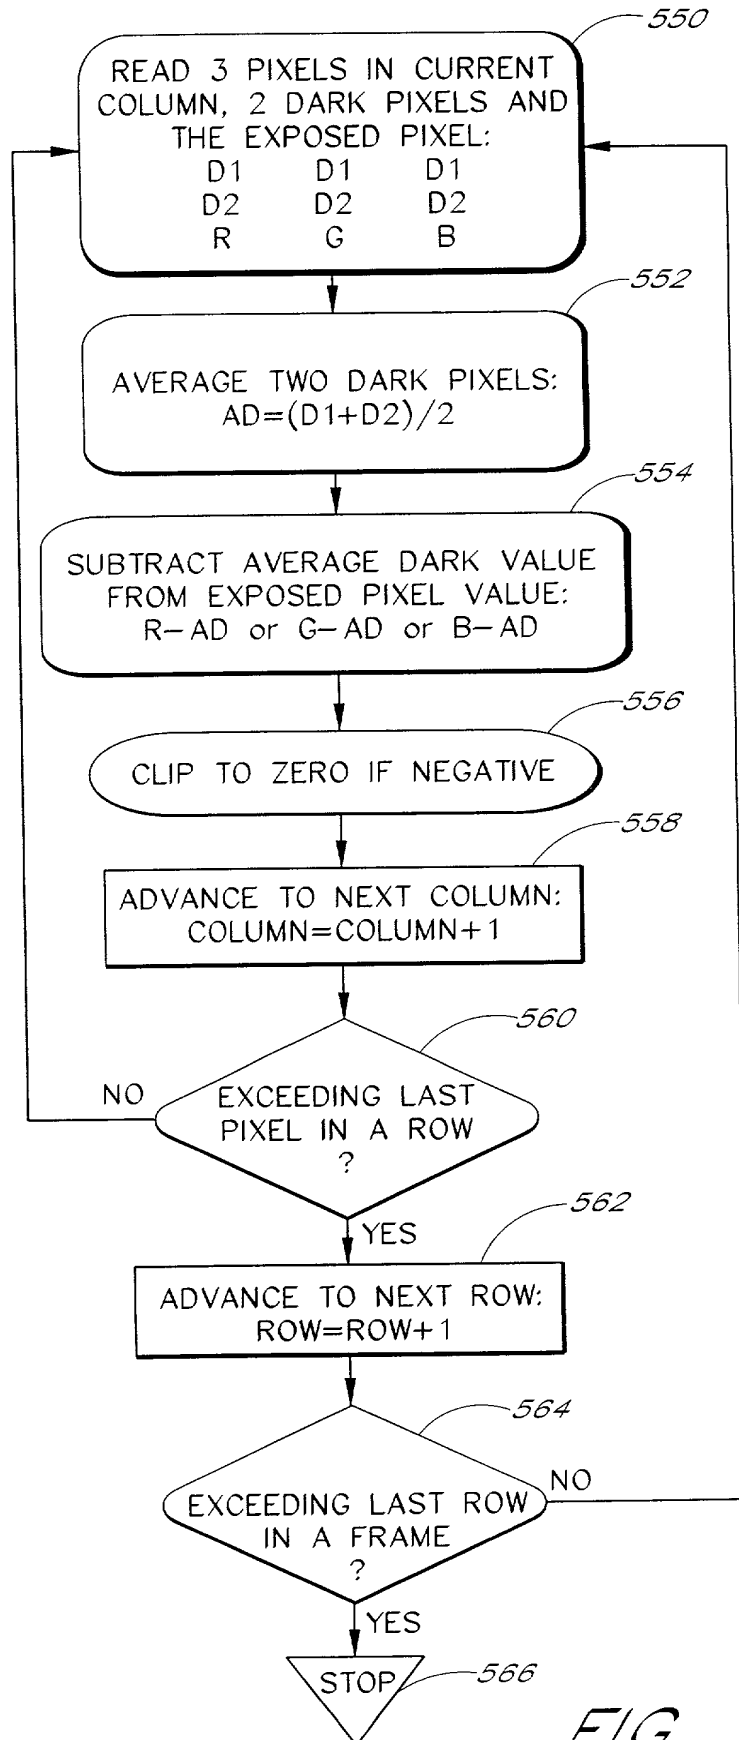 550
READ 3 PIXELS IN CURRENT
COLUMN, 2 DARK PIXELS AND
THE EXPOSED PIXEL:
D1 D1 D1
D2 D2 D2
R G B
552
AVERAGE TWO DARK PIXELS:
AD=(D1+D2)/2
554
SUBTRACT AVERAGE DARK VALUE
FROM EXPOSED PIXEL VALUE:
R-AD or G-AD or B-AD
556
CLIP TO ZERO IF NEGATIVE
558
ADVANCE TO NEXT COLUMN:
COLUMN=COLUMN+1
560
NO
EXCEEDING LAST
PIXEL IN A ROW
?
YES
562
ADVANCE TO NEXT ROW:
ROW=ROW+1
564
NO
EXCEEDING LAST ROW
IN A FRAME
?
YES
STOP
566
FIG